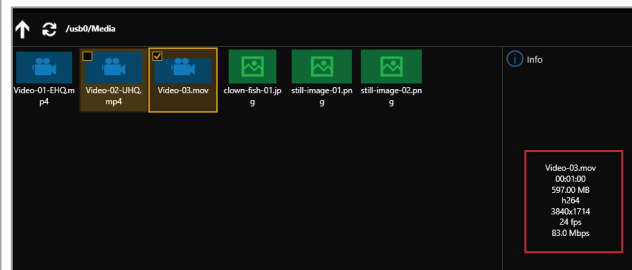 /usb0/Media
Info
Video-01-EHQ.m
p4
Video-02-UHQ.
mp4
Video-03.mov
clown-fish-01.jp
g
still-image-01.pn
g
still-image-02.pn
g
Video-03.mov
00:01:00
597.00 MB
h264
3840x1714
24 fps
83.0 Mbps